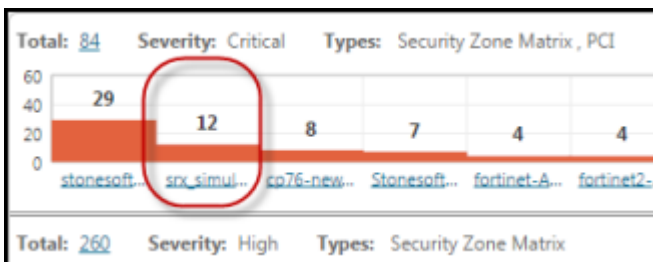 Total: 84 Severity: Critical Types: Security Zone Matrix , PCI
60
40
20
0
29 12 8 7 4 4
stonesoft... srx_simul... cp76-new... Stonesoft... fortinet-A... fortinet2-
Total: 260 Severity: High Types: Security Zone Matrix